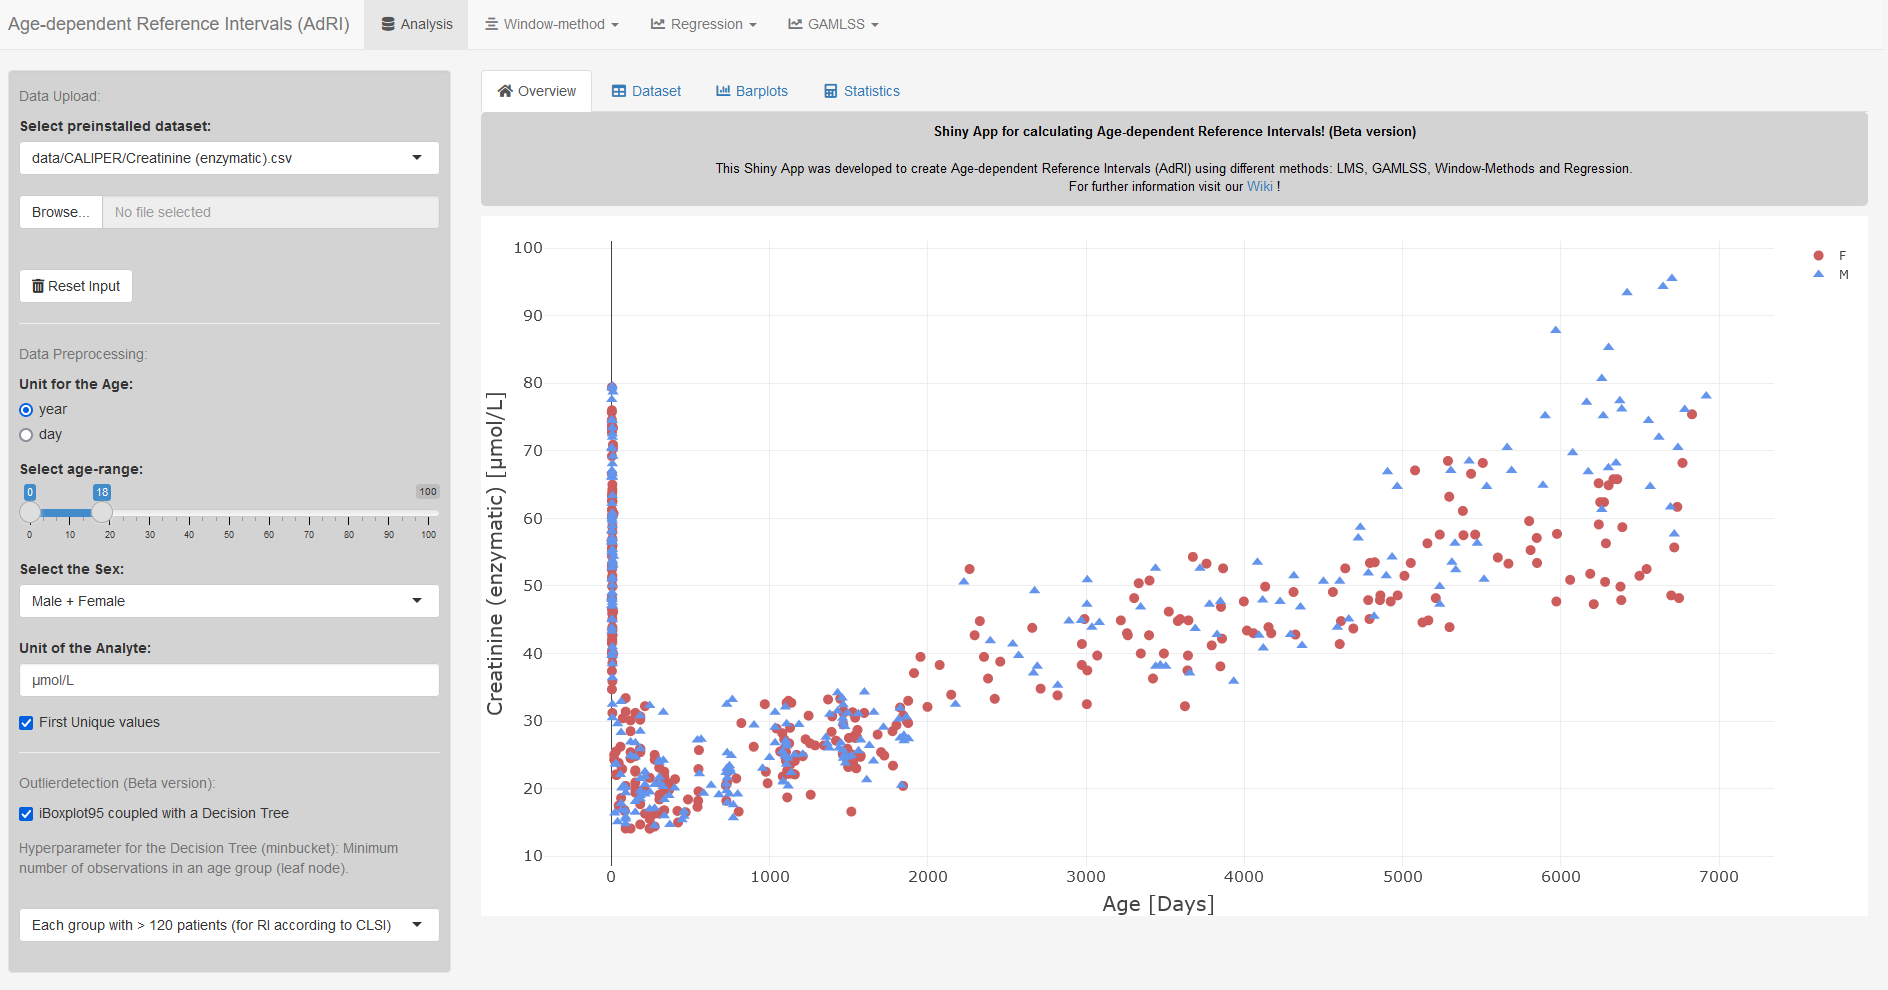 Age-dependent Reference Intervals (AdRI) Analysis Window-method Regression GAMLSS
Data Upload:
Select preinstalled dataset:
data/CALIPER/Creatinine (enzymatic).csv
Browse... No file selected
Reset Input
Data Preprocessing:
Unit for the Age:
year
day
Select age-range:
0 18 100
0 10 20 30 40 50 60 70 80 90 100
Select the Sex:
Male + Female
Unit of the Analyte:
µmol/L
First Unique values
Outlierdetection (Beta version):
iBoxplot95 coupled with a Decision Tree
Hyperparameter for the Decision Tree (minbucket): Minimum
number of observations in an age group (leaf node).
Each group with > 120 patients (for RI according to CLSI)
Overview Dataset Barplots Statistics
Shiny App for calculating Age-dependent Reference Intervals! (Beta version)
This Shiny App was developed to create Age-dependent Reference Intervals (AdRI) using different methods: LMS, GAMLSS, Window-Methods and Regression.
For further information visit our Wiki !
Creatinine (enzymatic) [µmol/L]
100
90
80
70
60
50
40
30
20
10
0 1000 2000 3000 4000 5000 6000 7000
Age [Days]
F
M